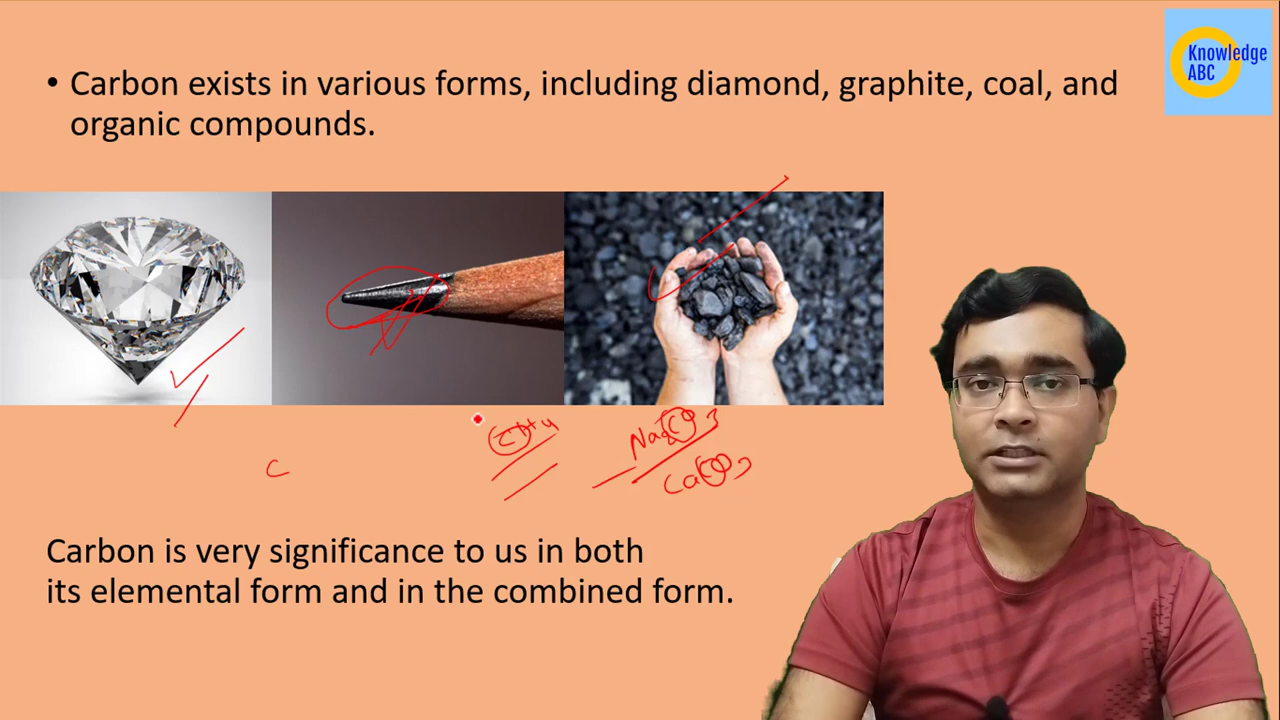 Knowledge
ABC
• Carbon exists in various forms, including diamond, graphite, coal, and
organic compounds.
CH4
Na2CO3
CaCO3
C
Carbon is very significance to us in both
its elemental form and in the combined form.